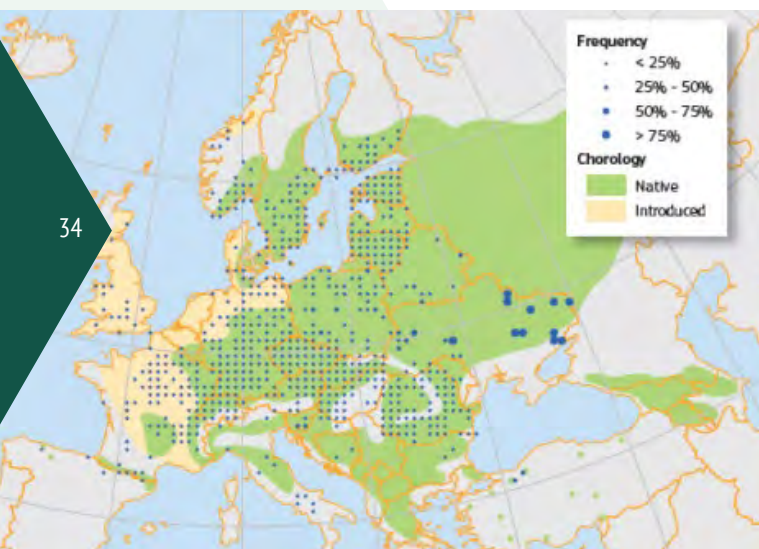 Frequency
< 25%
25% - 50%
50% - 75%
> 75%
Chorology
Native
Introduced
34